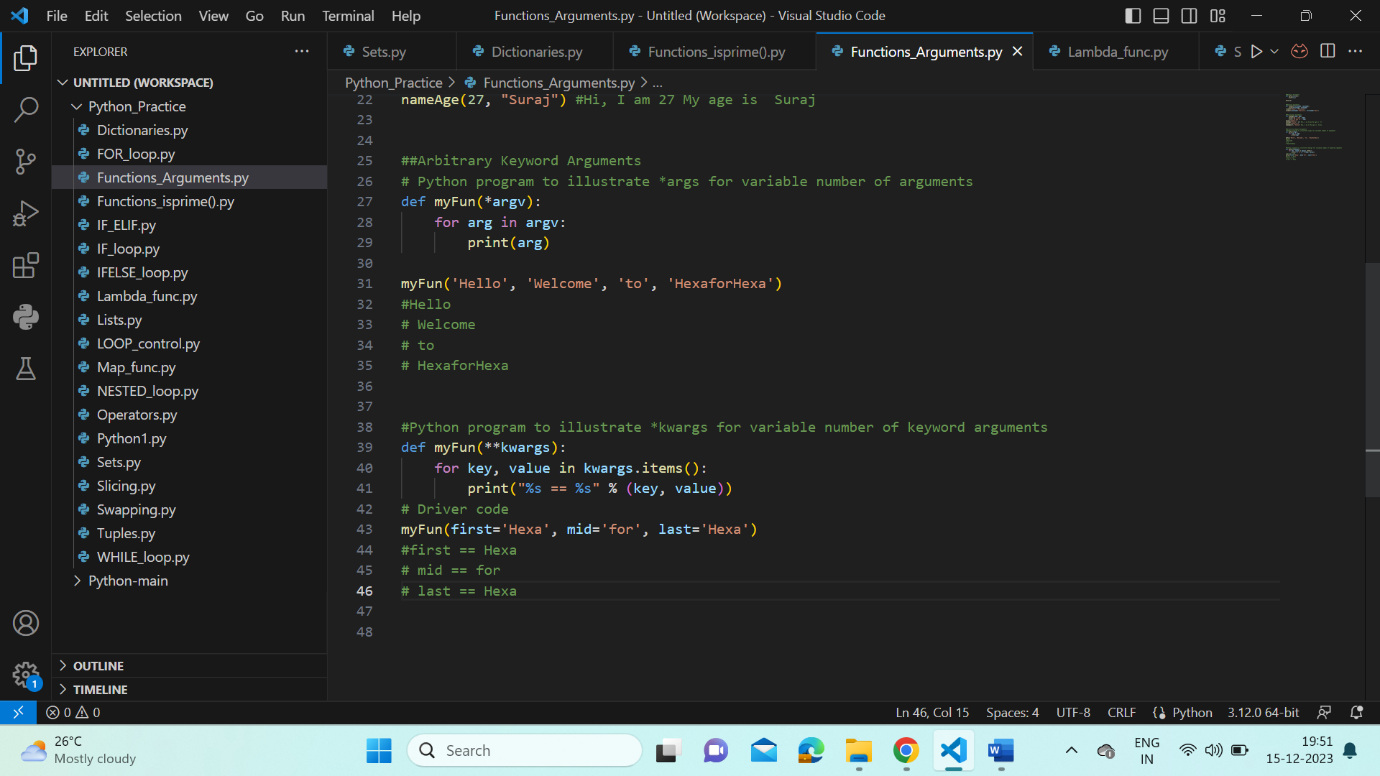 File Edit Selection View Go Run Terminal Help Functions_Arguments.py - Untitled (Workspace) - Visual Studio Code
EXPLORER
UNTITLED (WORKSPACE)
Python_Practice
Dictionaries.py
FOR_loop.py
Functions_Arguments.py
Functions_isprime().py
IF_ELIF.py
IF_loop.py
IFELSE_loop.py
Lambda_func.py
Lists.py
LOOP_control.py
Map_func.py
NESTED_loop.py
Operators.py
Python1.py
Sets.py
Slicing.py
Swapping.py
Tuples.py
WHILE_loop.py
Python-main
OUTLINE
TIMELINE
1
Sets.py Dictionaries.py Functions_isprime().py Functions_Arguments.py Lambda_func.py S
Python_Practice > Functions_Arguments.py > ...
22 nameAge(27, "Suraj") #Hi, I am 27 My age is  Suraj
23
24
25 ##Arbitrary Keyword Arguments
26 # Python program to illustrate *args for variable number of arguments
27 def myFun(*argv):
28     for arg in argv:
29         print(arg)
30
31 myFun('Hello', 'Welcome', 'to', 'HexaforHexa')
32 #Hello
33 # Welcome
34 # to
35 # HexaforHexa
36
37
38 #Python program to illustrate *kwargs for variable number of keyword arguments
39 def myFun(**kwargs):
40     for key, value in kwargs.items():
41         print("%s == %s" % (key, value))
42 # Driver code
43 myFun(first='Hexa', mid='for', last='Hexa')
44 #first == Hexa
45 # mid == for
46 # last == Hexa
47
48
0 0 Ln 46, Col 15 Spaces: 4 UTF-8 CRLF Python 3.12.0 64-bit
26°C
Mostly cloudy
Search
ENG
IN
19:51
15-12-2023